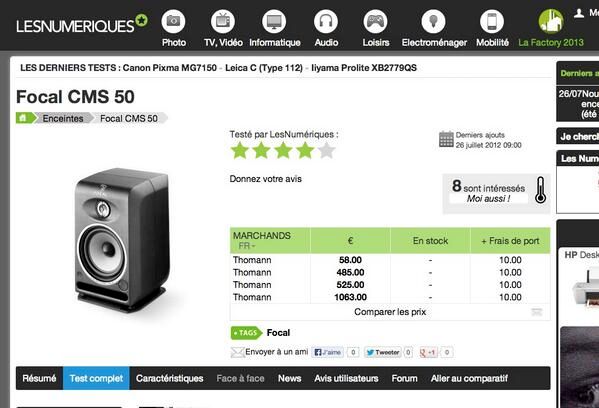 LESNUMERIQUES
Photo
TV, Vidéo
Informatique
Audio
Loisirs
Electroménager
Mobilité
La Factory 2013
LES DERNIERS TESTS : Canon Pixma MG7150 - Leica C (Type 112) - Iiyama Prolite XB2779QS
Derniers a
Focal CMS 50
26/07Nou
ence
(été
Enceintes
Focal CMS 50
Testé par LesNumériques :
Derniers ajouts
26 juillet 2012 09:00
Je cherch
Les Num
Donnez votre avis
8 sont intéressés
Moi aussi !
MARCHANDS
FR
€
En stock
+ Frais de port
Thomann 58.00 - 10.00
Thomann 485.00 - 10.00
Thomann 525.00 - 10.00
Thomann 1063.00 - 10.00
Comparer les prix
HP Desk
TAGS Focal
Envoyer à un ami
J'aime 0
Tweeter 0
+1 0
Résumé
Test complet
Caractéristiques
Face à face
News
Avis utilisateurs
Forum
Aller au comparatif